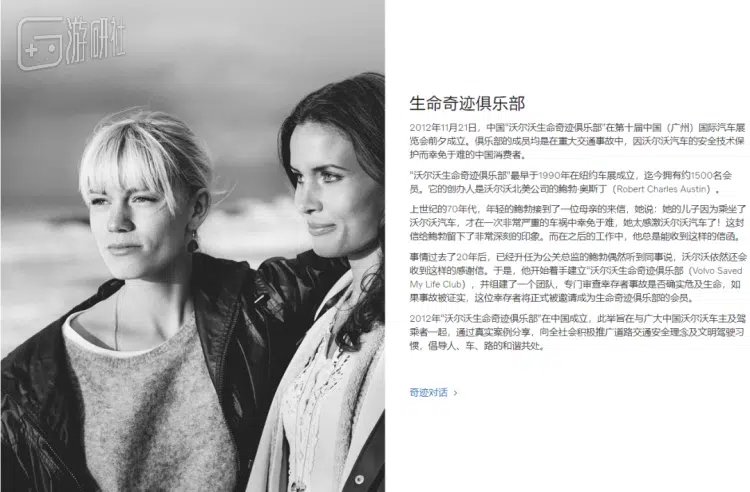 游研社
生命奇迹俱乐部
2012年11月21日，中国“沃尔沃生命奇迹俱乐部”在第十届中国（广州）国际汽车展
览会前夕成立。俱乐部的成员均是在重大交通事故中，因沃尔沃汽车的安全技术保
护而幸免于难的中国消费者。
“沃尔沃生命奇迹俱乐部”最早于1990年在纽约车展成立，迄今拥有约1500名会
员。它的创办人是沃尔沃北美公司的鲍勃·奥斯丁（Robert Charles Austin）。
上世纪的70年代，年轻的鲍勃接到了一位母亲的来信，她说：她的儿子因为乘坐了
沃尔沃汽车，才在一次非常严重的车祸中幸免于难，她太感激沃尔沃汽车了！这封
信给鲍勃留下了非常深刻的印象。而在之后的工作中，他总是能收到这样的信函。
事情过去了20年后，已经升任为公关总监的鲍勃偶然听到同事说，沃尔沃依然还会
收到这样的感谢信。于是，他开始着手建立“沃尔沃生命奇迹俱乐部（Volvo Saved
My Life Club），并组建了一个团队，专门审查幸存者事故是否确实危及生命，如
果事故被证实，这位幸存者将正式被邀请成为生命奇迹俱乐部的会员。
2012年“沃尔沃生命奇迹俱乐部”在中国成立，此举旨在与广大中国沃尔沃车主及驾
乘者一起，通过真实案例分享，向全社会积极推广道路交通安全理念及文明驾驶习
惯，倡导人、车、路的和谐共处。
奇迹对话 ›